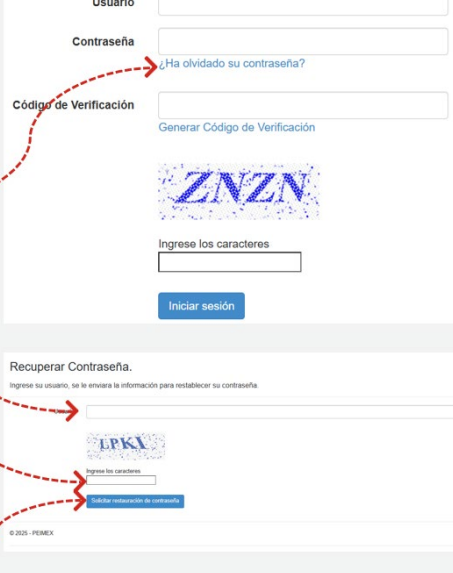 Usuario
Contraseña
¿Ha olvidado su contraseña?
Código de Verificación
Generar Código de Verificación
ZNZN
Ingrese los caracteres
Iniciar sesión
Recuperar Contraseña.
Ingrese su usuario, se le enviara la información para restablecer su contraseña
Ingrese los caracteres
Solicitar restauración de contraseña
© 2025 - PEIMEX